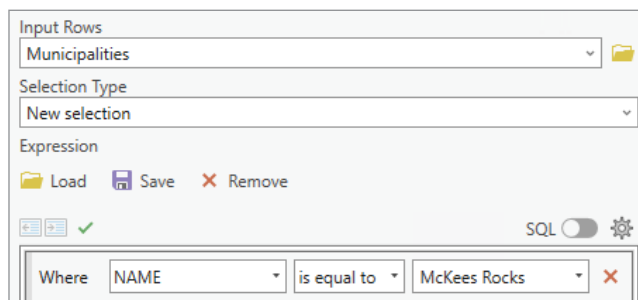 Input Rows
Municipalities
Selection Type
New selection
Expression
Load Save Remove
SQL
Where NAME is equal to McKees Rocks